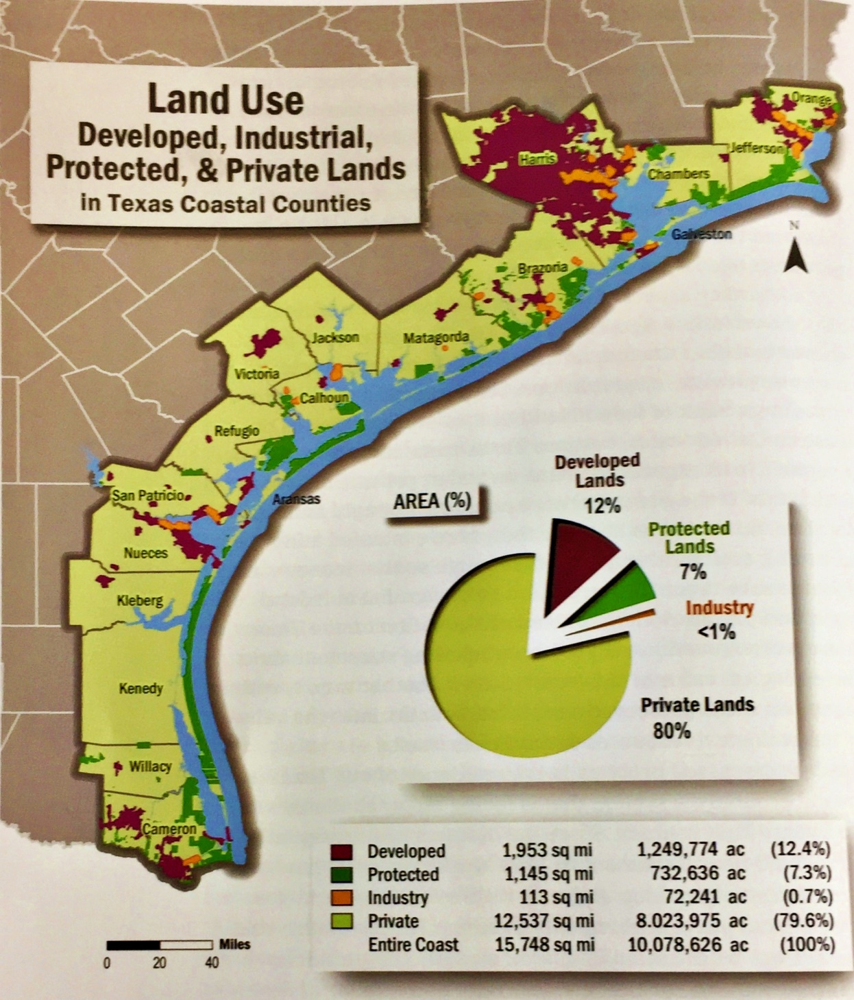 Land Use
Developed, Industrial,
Protected, & Private Lands
in Texas Coastal Counties
Orange
Jefferson
Harris
Chambers
N
Galveston
Brazoria
Jackson
Matagorda
Victoria
Calhoun
Refugio
San Patricio
Aransas
Nueces
Kleberg
Kenedy
Willacy
Cameron
AREA (%)
Developed
Lands
12%
Protected
Lands
7%
Industry
<1%
Private Lands
80%
Developed 1,953 sq mi 1,249,774 ac (12.4%)
Protected 1,145 sq mi 732,636 ac (7.3%)
Industry 113 sq mi 72,241 ac (0.7%)
Private 12,537 sq mi 8.023,975 ac (79.6%)
Entire Coast 15,748 sq mi 10,078,626 ac (100%)
Miles
0 20 40